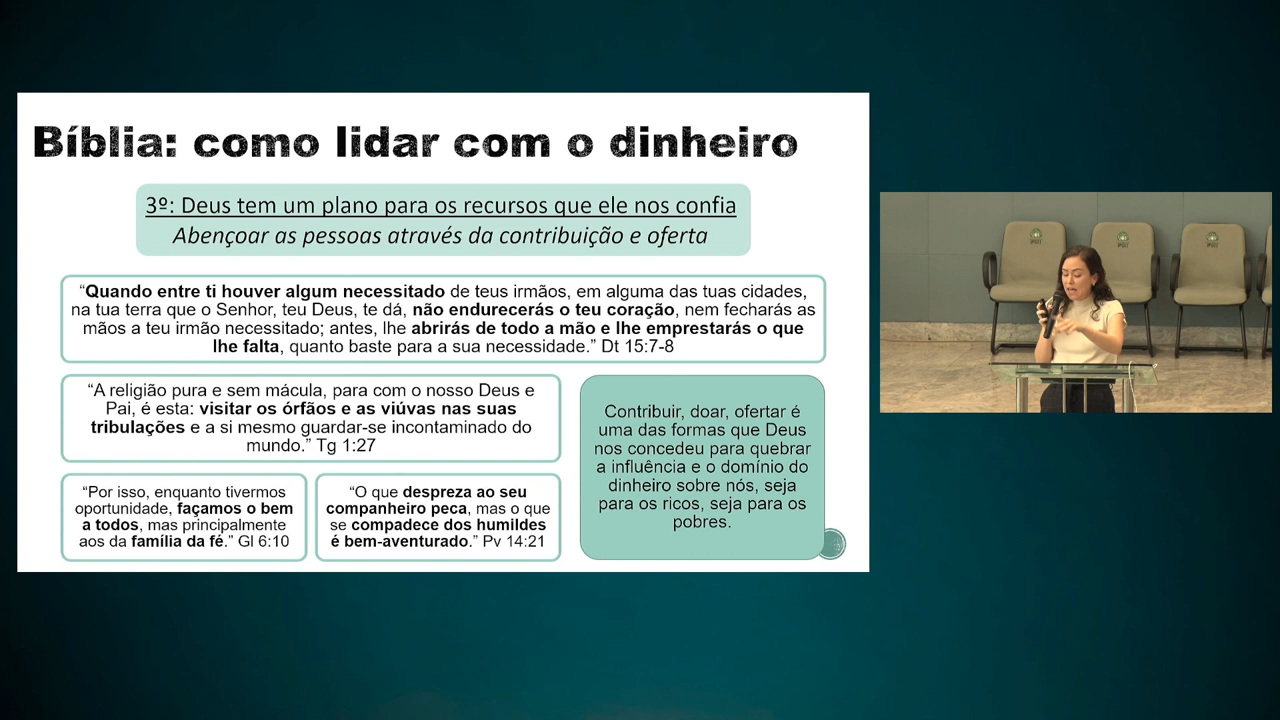 Bíblia: como lidar com o dinheiro
3º: Deus tem um plano para os recursos que ele nos confia
Abençoar as pessoas através da contribuição e oferta
“Quando entre ti houver algum necessitado de teus irmãos, em alguma das tuas cidades,
na tua terra que o Senhor, teu Deus, te dá, não endurecerás o teu coração, nem fecharás as
mãos a teu irmão necessitado; antes, lhe abrirás de todo a mão e lhe emprestarás o que
lhe falta, quanto baste para a sua necessidade.” Dt 15:7-8
“A religião pura e sem mácula, para com o nosso Deus e
Pai, é esta: visitar os órfãos e as viúvas nas suas
tribulações e a si mesmo guardar-se incontaminado do
mundo.” Tg 1:27
“Por isso, enquanto tivermos
oportunidade, façamos o bem
a todos, mas principalmente
aos da família da fé.” Gl 6:10
“O que despreza ao seu
companheiro peca, mas o que
se compadece dos humildes
é bem-aventurado.” Pv 14:21
Contribuir, doar, ofertar é
uma das formas que Deus
nos concedeu para quebrar
a influência e o domínio do
dinheiro sobre nós, seja
para os ricos, seja para os
pobres.